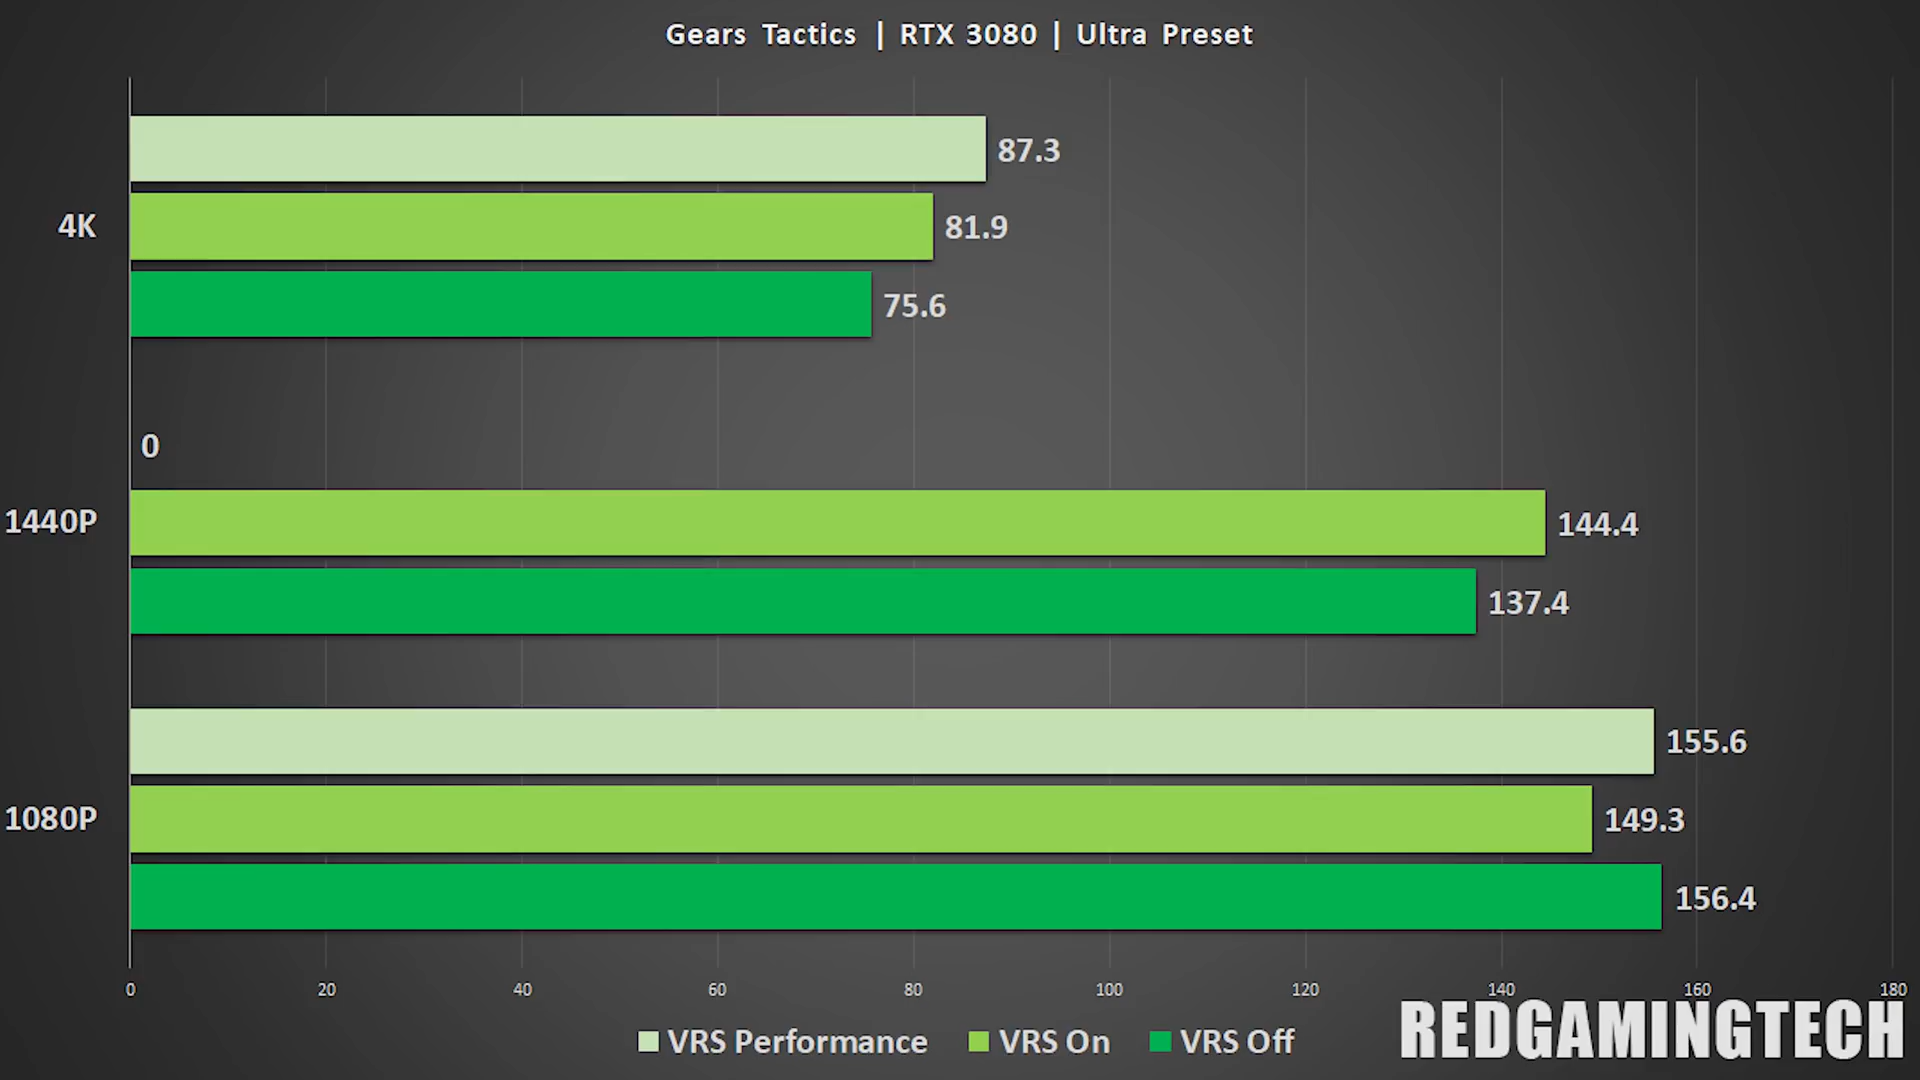 Gears Tactics | RTX 3080 | Ultra Preset
87.3
4K
81.9
75.6
0
1440P
144.4
137.4
155.6
1080P
149.3
156.4
0 20 40 60 80 100 120 140 160 180
VRS Performance VRS On VRS Off
REDGAMINGTECH